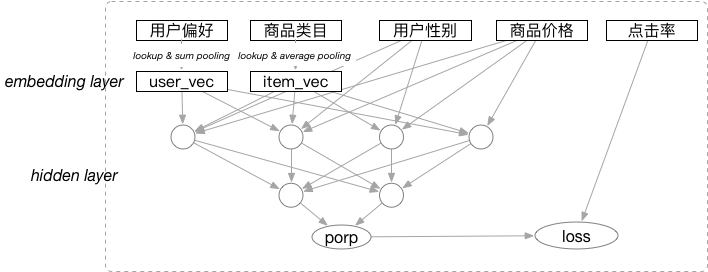 用户偏好
商品类目
用户性别
商品价格
点击率
lookup & sum pooling
lookup & average pooling
embedding layer
user_vec
item_vec
hidden layer
porp
loss